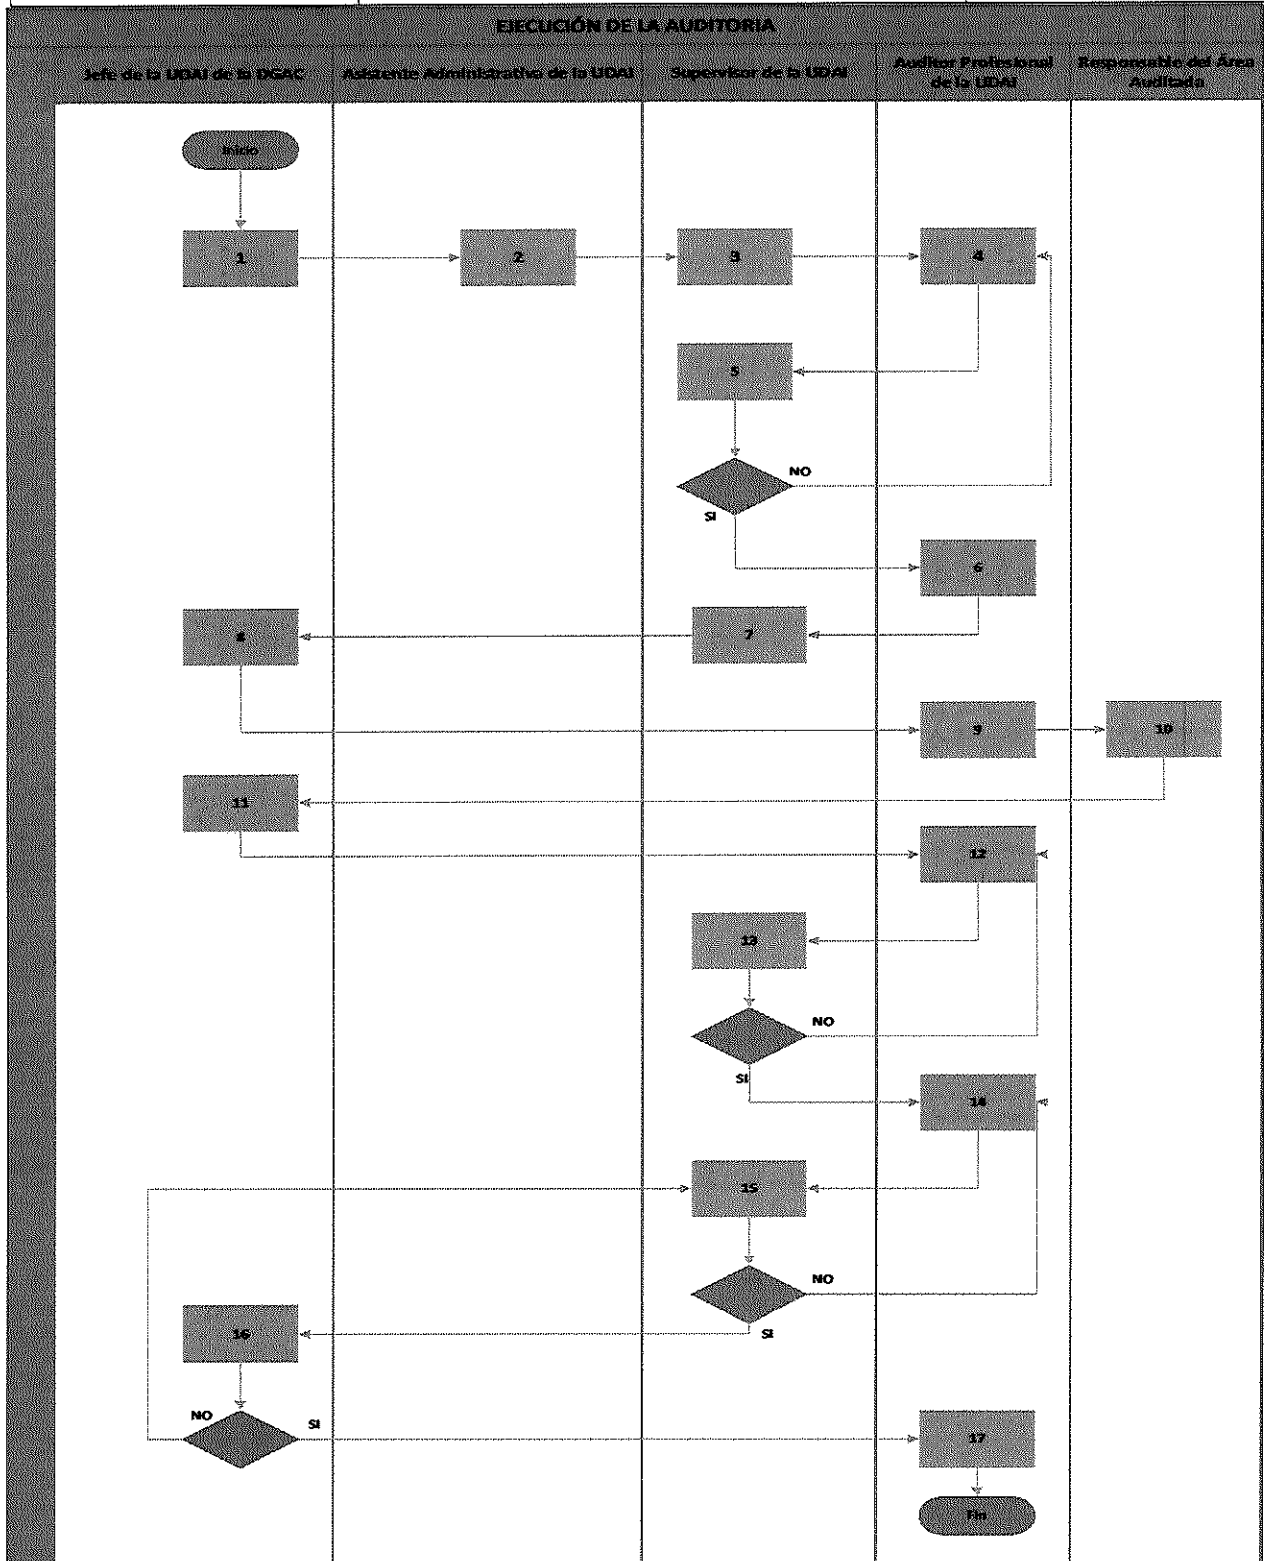 EJECUCIÓN DE LA AUDITORIA
Jefe de la UDAI de la DGAC
Asistente Administrativa de la UDAI
Supervisor de la UDAI
Auditor Profesional
de la UDAI
Responsable del Área
Auditada
Inicio
1
2
3
4
5
NO
SI
6
7
8
9
10
11
12
13
NO
SI
14
15
NO
SI
16
NO
SI
17
Fin